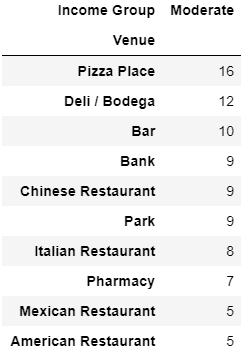 Income Group Moderate
Venue
Pizza Place 16
Deli / Bodega 12
Bar 10
Bank 9
Chinese Restaurant 9
Park 9
Italian Restaurant 8
Pharmacy 7
Mexican Restaurant 5
American Restaurant 5